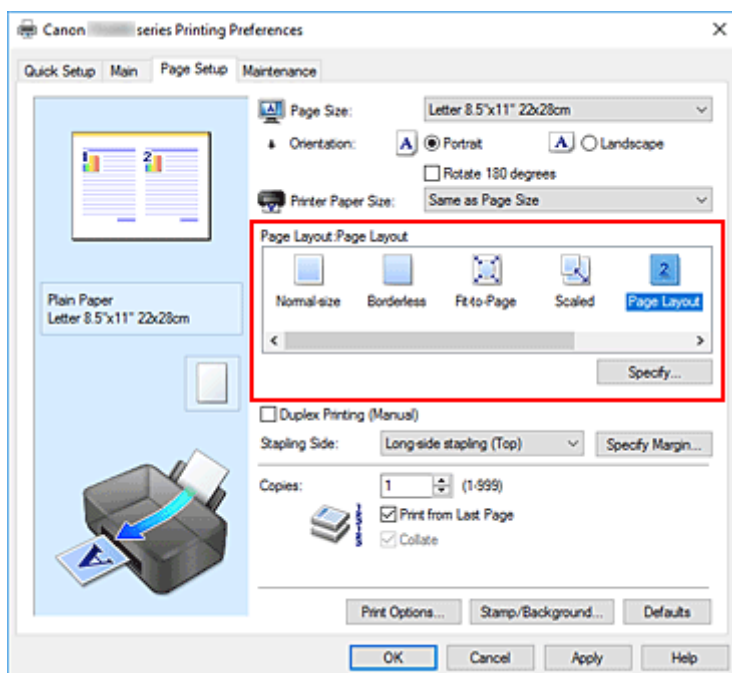 Canon series Printing Preferences
Quick Setup Main Page Setup Maintenance
1 2
Page Size: Letter 8.5"x11" 22x28cm
Orientation: A Portrait A Landscape
Rotate 180 degrees
Printer Paper Size: Same as Page Size
Page Layout:Page Layout
2
Normal-size Borderless Fit-to-Page Scaled Page Layout
Specify...
Plain Paper
Letter 8.5"x11" 22x28cm
Duplex Printing (Manual)
Stapling Side: Long-side stapling (Top) Specify Margin...
Copies: 1 (1-999)
Print from Last Page
Collate
A
Print Options... Stamp/Background... Defaults
OK Cancel Apply Help